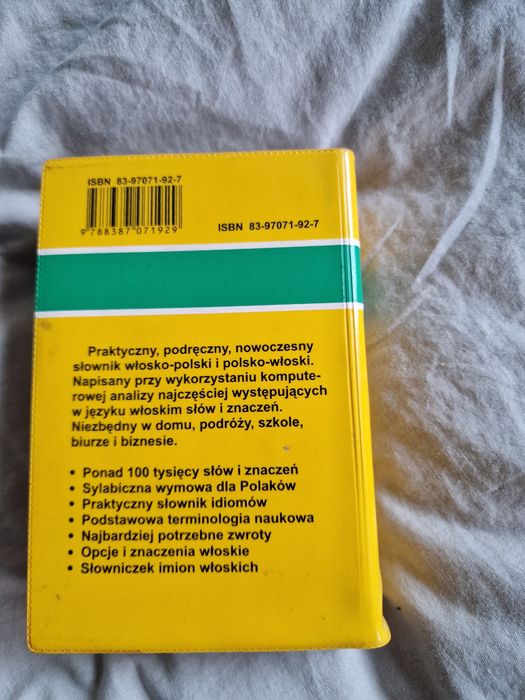 ISBN 83-97071-92-7
9 788387 071929
ISBN 83-97071-92-7
Praktyczny, podręczny, nowoczesny
słownik włosko-polski i polsko-włoski.
Napisany przy wykorzystaniu kompute-
rowej analizy najczęściej występujących
w języku włoskim słów i znaczeń.
Niezbędny w domu, podróży, szkole,
biurze i biznesie.
• Ponad 100 tysięcy słów i znaczeń
• Sylabiczna wymowa dla Polaków
• Praktyczny słownik idiomów
• Podstawowa terminologia naukowa
• Najbardziej potrzebne zwroty
• Opcje i znaczenia włoskie
• Słowniczek imion włoskich